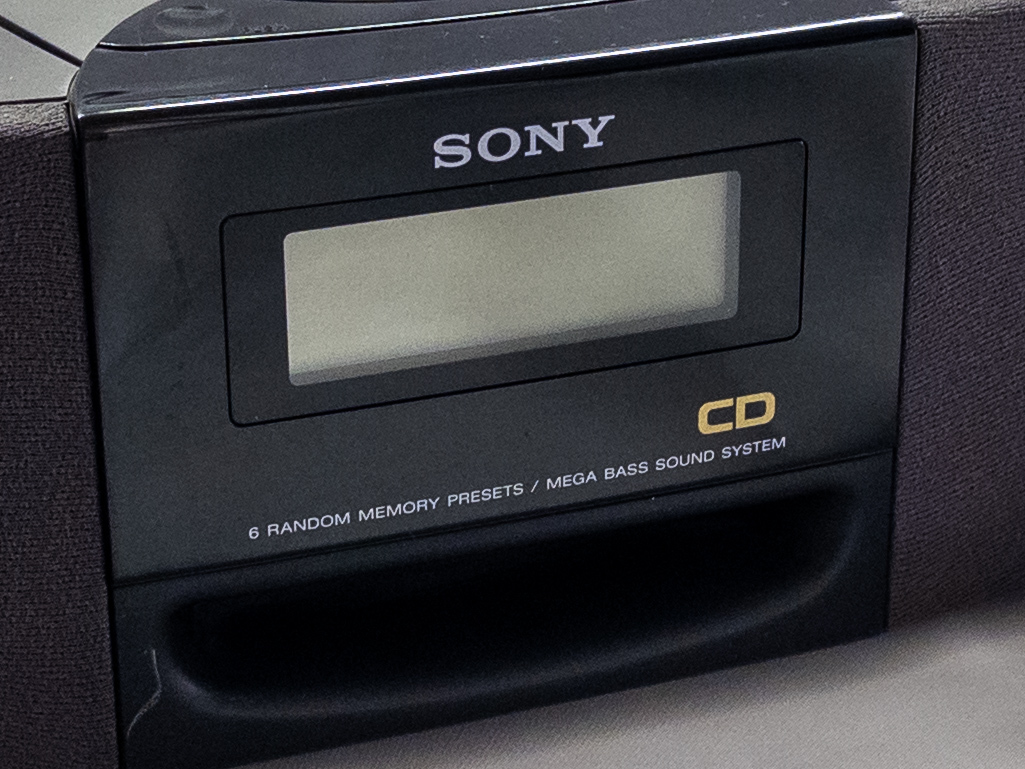 SONY
CD
6 RANDOM MEMORY PRESETS / MEGA BASS SOUND SYSTEM